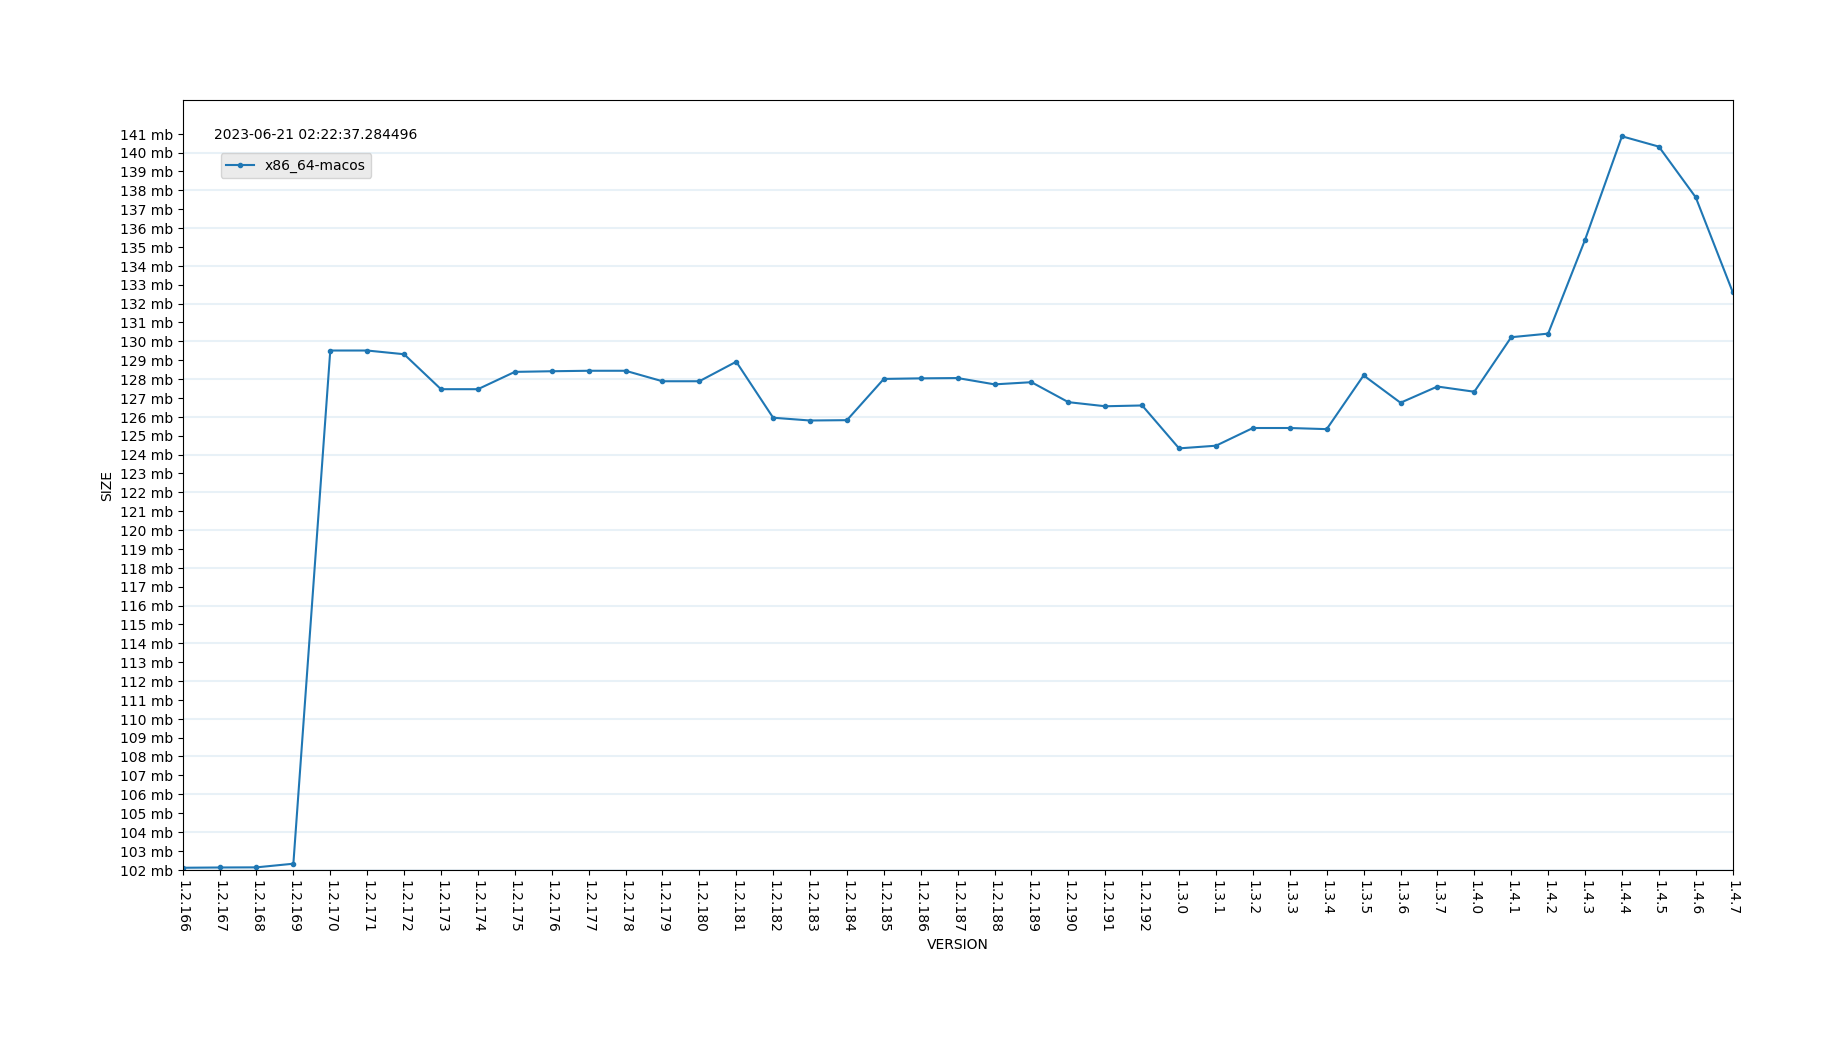 2023-06-21 02:22:37.284496
x86_64-macos
SIZE
141 mb
140 mb
139 mb
138 mb
137 mb
136 mb
135 mb
134 mb
133 mb
132 mb
131 mb
130 mb
129 mb
128 mb
127 mb
126 mb
125 mb
124 mb
123 mb
122 mb
121 mb
120 mb
119 mb
118 mb
117 mb
116 mb
115 mb
114 mb
113 mb
112 mb
111 mb
110 mb
109 mb
108 mb
107 mb
106 mb
105 mb
104 mb
103 mb
102 mb
1.2.166
1.2.167
1.2.168
1.2.169
1.2.170
1.2.171
1.2.172
1.2.173
1.2.174
1.2.175
1.2.176
1.2.177
1.2.178
1.2.179
1.2.180
1.2.181
1.2.182
1.2.183
1.2.184
1.2.185
1.2.186
1.2.187
1.2.188
1.2.189
1.2.190
1.2.191
1.2.192
1.3.0
1.3.1
1.3.2
1.3.3
1.3.4
1.3.5
1.3.6
1.3.7
1.4.0
1.4.1
1.4.2
1.4.3
1.4.4
1.4.5
1.4.6
1.4.7
VERSION